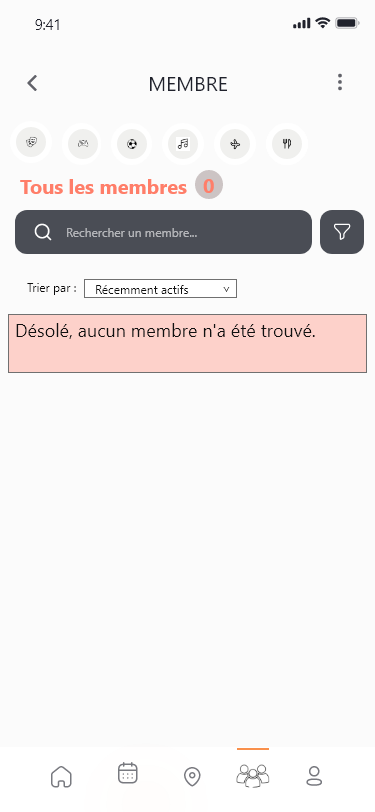 9:41
MEMBRE
Tous les membres 0
Rechercher un membre...
Trier par : Récemment actifs
Désolé, aucun membre n'a été trouvé.